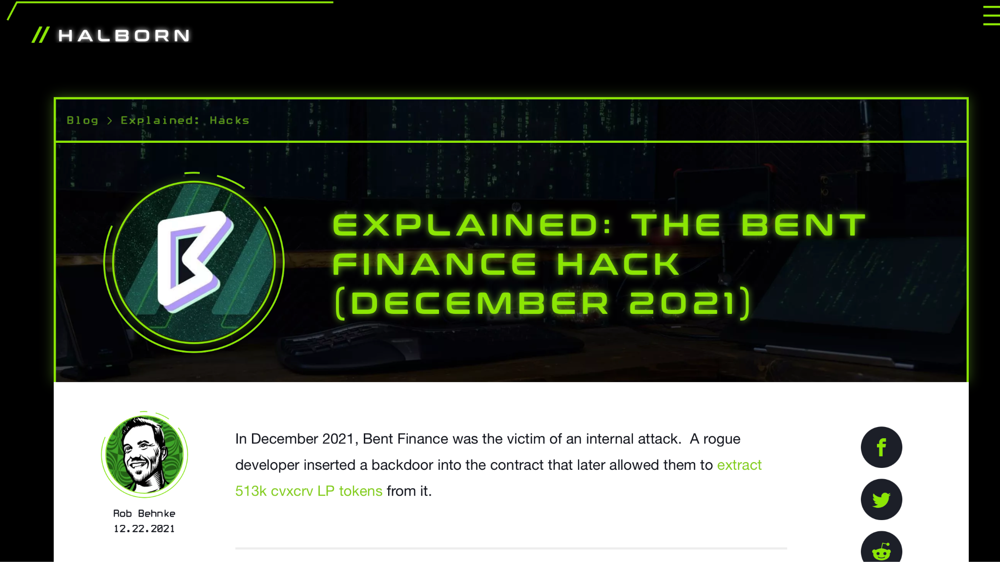 // HALBORN
Blog > Explained: Hacks
EXPLAINED: THE BENT
FINANCE HACK
(DECEMBER 2021)
In December 2021, Bent Finance was the victim of an internal attack.  A rogue
developer inserted a backdoor into the contract that later allowed them to extract
513k cvxcrv LP tokens from it.
Rob Behnke
12.22.2021